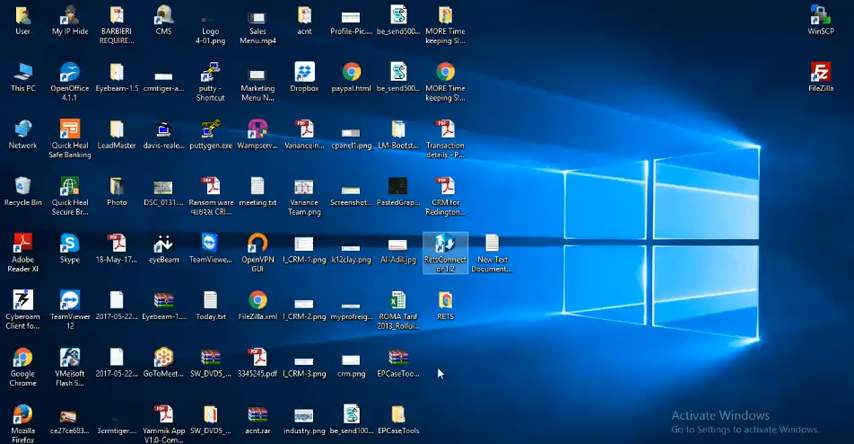 User
My IP Hide
BARBIERI
REQUIRE...
CMS
Logo
4-01.png
Sales
Menu.mp4
acnt
Profile-Pic....
be_send500...
MORE Time
keeping Sl...
WinSCP
This PC
OpenOffice
4.1.1
Eyebeam-1.5
crmtiger-a...
putty -
Shortcut
Marketing
Menu N...
Dropbox
paypal.html
be_send500...
MORE Time
keeping Sl...
FileZilla
Network
Quick Heal
Safe Banking
LeadMaster
davis-reale...
puttygen.exe
Wampserv...
VarianceIn...
cpanel1.png
LM-Bootst...
Transaction
details - P...
Recycle Bin
Quick Heal
Secure Br...
Photo
DSC_0131...
Ransom ware
CRI...
meeting.txt
Variance
Team.png
Screenshot...
PastedGrap...
CRM for
Redington...
Adobe
Reader XI
Skype
18-May-17...
eyeBeam
TeamView...
OpenVPN
GUI
l_CRM-1.png
k12clay.png
Al-Adil.jpg
RetsConnect
or 1.2
New Text
Document...
Cyberoam
Client fo...
TeamViewer
12
2017-05-22...
Eyebeam-1...
Today.txt
FileZilla.xml
l_CRM-2.png
myprofreig...
ROMA Tarif
2013_Rollui...
RETS
Google
Chrome
VMeisoft
Flash S...
2017-05-22...
GoToMeet...
SW_DVD5_...
3345245.pdf
l_CRM-3.png
crm.png
EPCaseToo...
Mozilla
Firefox
ce27ce683...
3crmtiger...
Yammik App
V1.0-Com...
SW_DVD5_...
acnt.rar
industry.png
be_send100...
EPCaseTools
Activate Windows
Go to Settings to activate Windows.